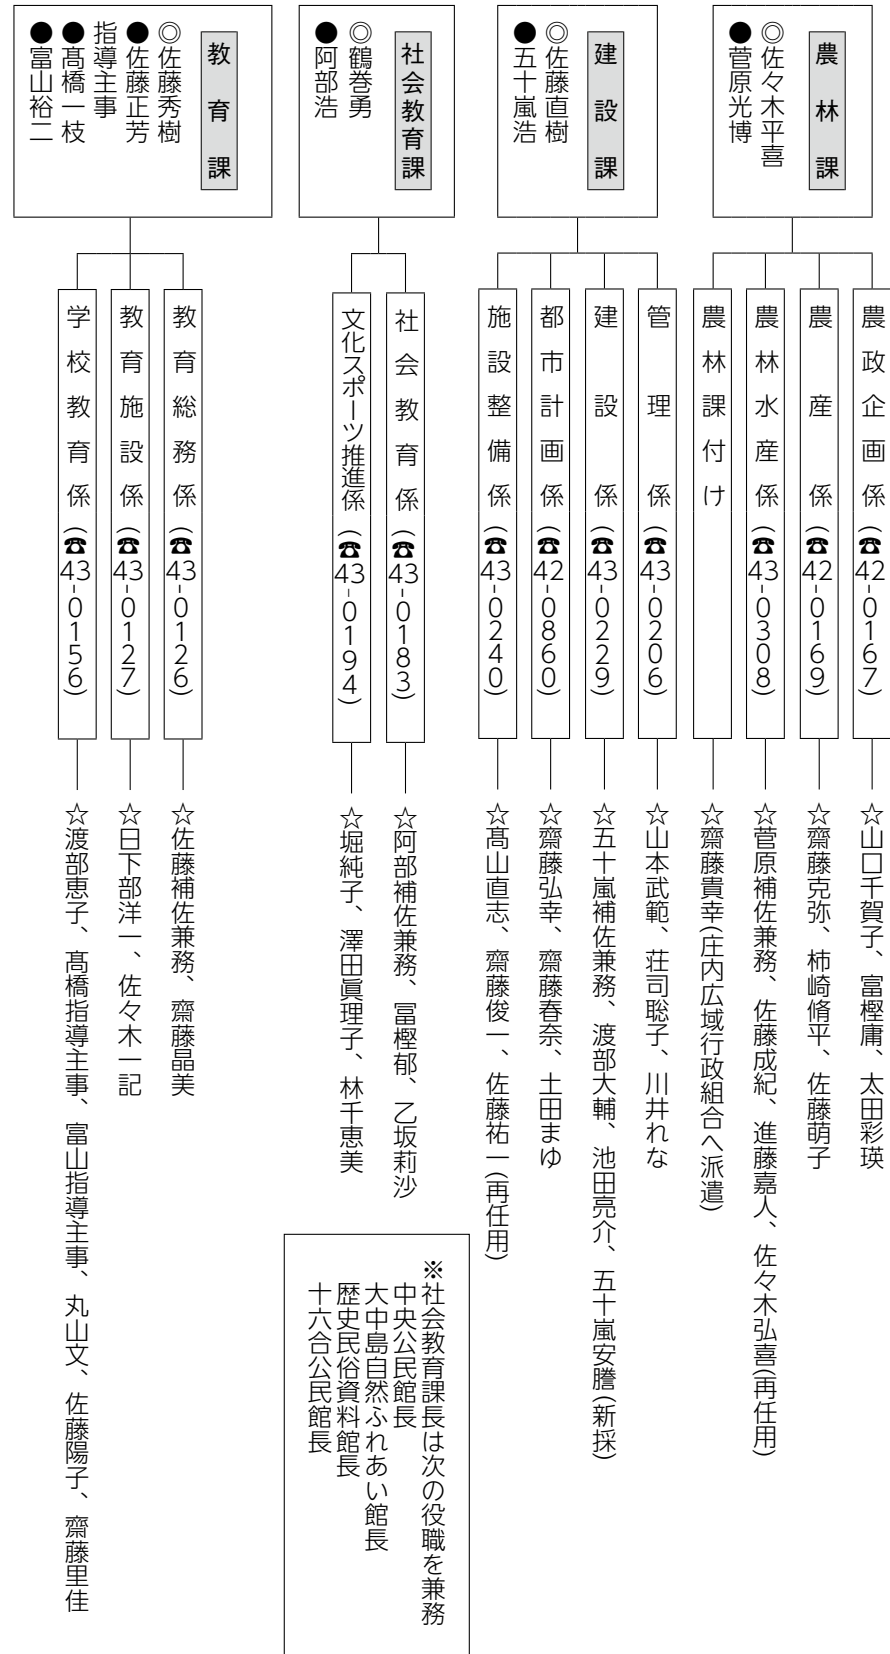 農林課
◎佐々木平喜
●菅原光博
農政企画係(☎42-0167)
☆山口千賀子、富樫庸、太田彩瑛
農産係(☎42-0169)
☆齋藤克弥、柿崎脩平、佐藤萌子
農林水産係(☎43-0308)
☆菅原補佐兼務、佐藤成紀、進藤嘉人、佐々木弘喜(再任用)
農林課付け
☆齋藤貴幸(庄内広域行政組合へ派遣)
建設課
◎佐藤直樹
●五十嵐浩
管理係(☎43-0206)
☆山本武範、荘司聡子、川井れな
建設係(☎43-0229)
☆五十嵐補佐兼務、渡部大輔、池田亮介、五十嵐安謄(新採)
都市計画係(☎42-0860)
☆齋藤弘幸、齋藤春奈、土田まゆ
施設整備係(☎43-0240)
☆髙山直志、齋藤俊一、佐藤祐一(再任用)
社会教育課
◎鶴巻勇
●阿部浩
社会教育係(☎43-0183)
☆阿部補佐兼務、冨樫郁、乙坂莉沙
文化スポーツ推進係(☎43-0194)
☆堀純子、澤田眞理子、林千恵美
※社会教育課長は次の役職を兼務
中央公民館長
大中島自然ふれあい館長
歴史民俗資料館長
十六合公民館長
教育課
◎佐藤秀樹
●佐藤正芳
指導主事
●髙橋一枝
●富山裕二
教育総務係(☎43-0126)
☆佐藤補佐兼務、齋藤晶美
教育施設係(☎43-0127)
☆日下部洋一、佐々木一記
学校教育係(☎43-0156)
☆渡部恵子、髙橋指導主事、富山指導主事、丸山文、佐藤陽子、齋藤里佳